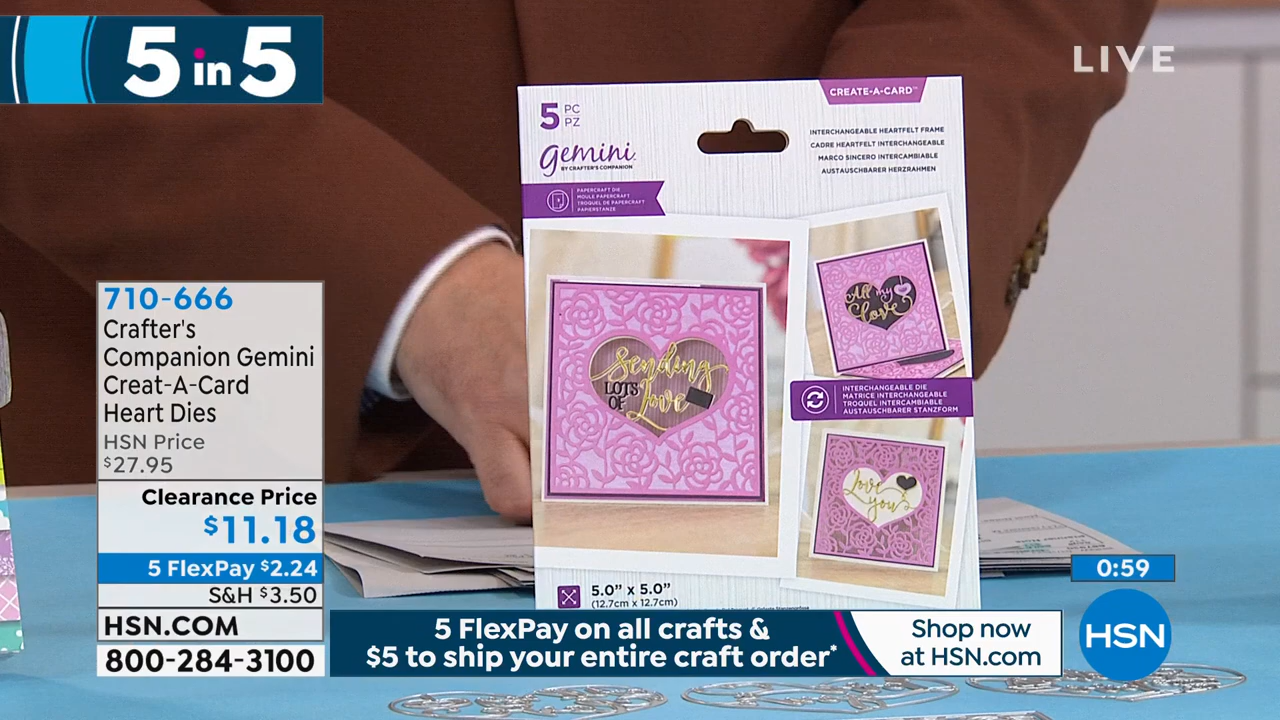 5 in 5
LIVE
CREATE-A-CARD™
5 PC
PZ
gemini
BY CRAFTER'S COMPANION
INTERCHANGEABLE HEARTFELT FRAME
CADRE HEARTFELT INTERCHANGEABLE
MARCO SINCERO INTERCAMBIABLE
AUSTAUSCHBARER HERZRAHMEN
PAPERCRAFT DIE
MOULE PAPERCRAFT
TROQUEL DE PAPERCRAFT
PAPIERSTANZE
Sending
LOTS
OF Love
All my
Love
INTERCHANGEABLE DIE
MATRICE INTERCHANGEABLE
TROQUEL INTERCAMBIABLE
AUSTAUSCHBARER STANZFORM
Love
you
5.0" x 5.0"
(12.7cm x 12.7cm)
710-666
Crafter's
Companion Gemini
Creat-A-Card
Heart Dies
HSN Price
$27.95
Clearance Price
$11.18
5 FlexPay $2.24
S&H $3.50
HSN.COM
800-284-3100
0:59
5 FlexPay on all crafts &
$5 to ship your entire craft order*
Shop now
at HSN.com
HSN